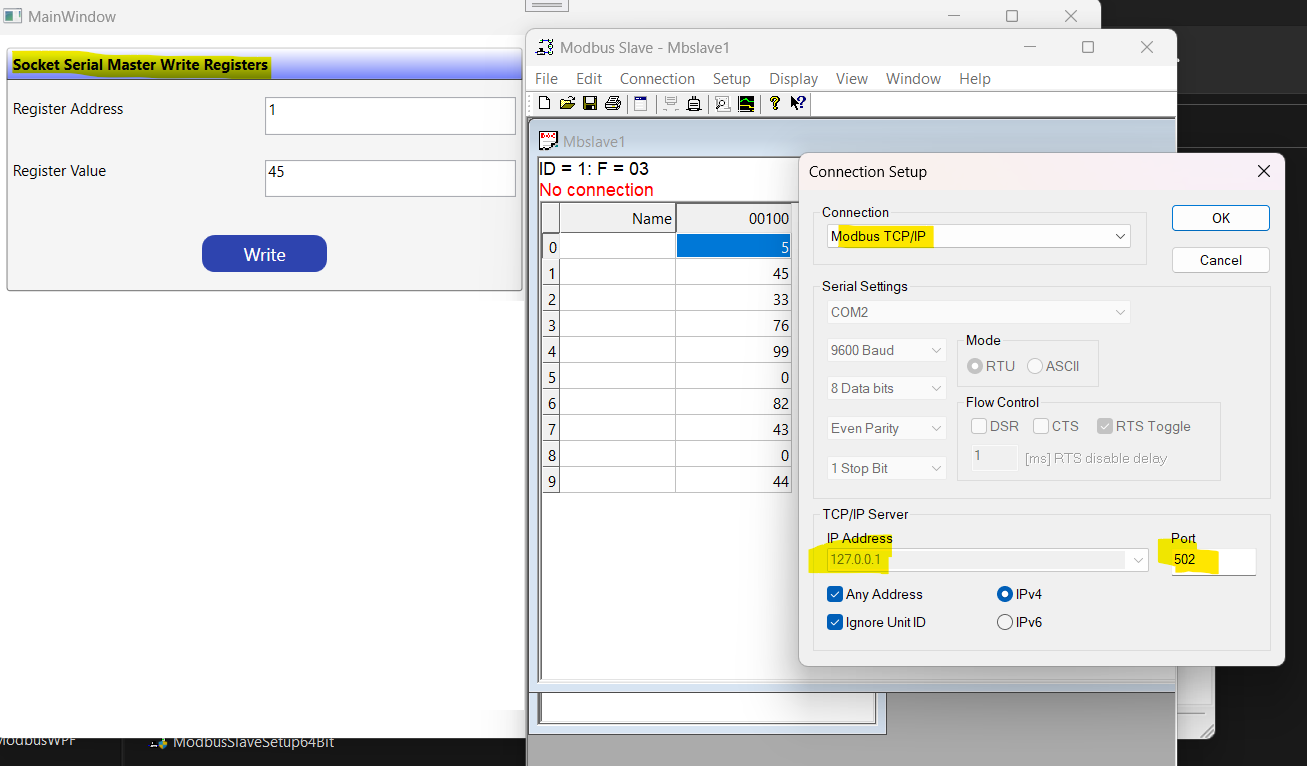 MainWindow
Socket Serial Master Write Registers
Register Address
1
Register Value
45
Write
Modbus Slave - Mbslave1
File Edit Connection Setup Display View Window Help
Mbslave1
ID = 1: F = 03
No connection
Name 00100
0 5
1 45
2 33
3 76
4 99
5 0
6 82
7 43
8 0
9 44
Connection Setup
Connection
Modbus TCP/IP
OK
Cancel
Serial Settings
COM2
9600 Baud
8 Data bits
Even Parity
1 Stop Bit
Mode
RTU ASCII
Flow Control
DSR CTS RTS Toggle
1 [ms] RTS disable delay
TCP/IP Server
IP Address
127.0.0.1
Port
502
Any Address
Ignore Unit ID
IPv4
IPv6
ModbusWPF
ModbusSlaveSetup64Bit